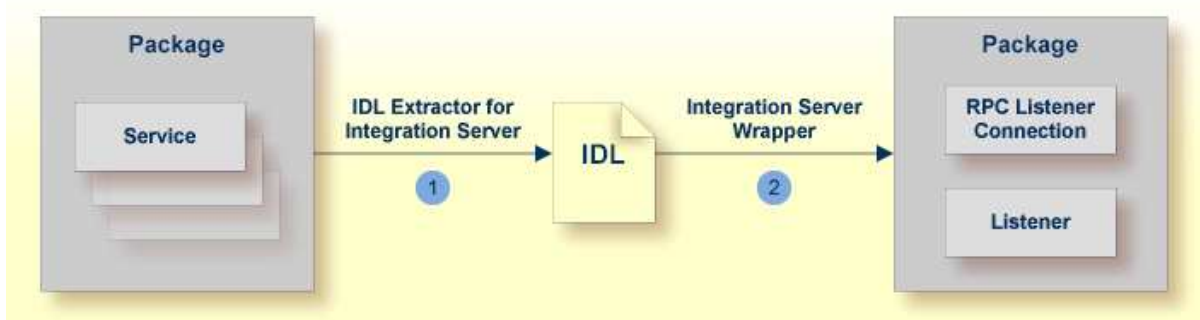 Package
Service
IDL Extractor for
Integration Server
1
IDL
Integration Server
Wrapper
2
Package
RPC Listener
Connection
Listener